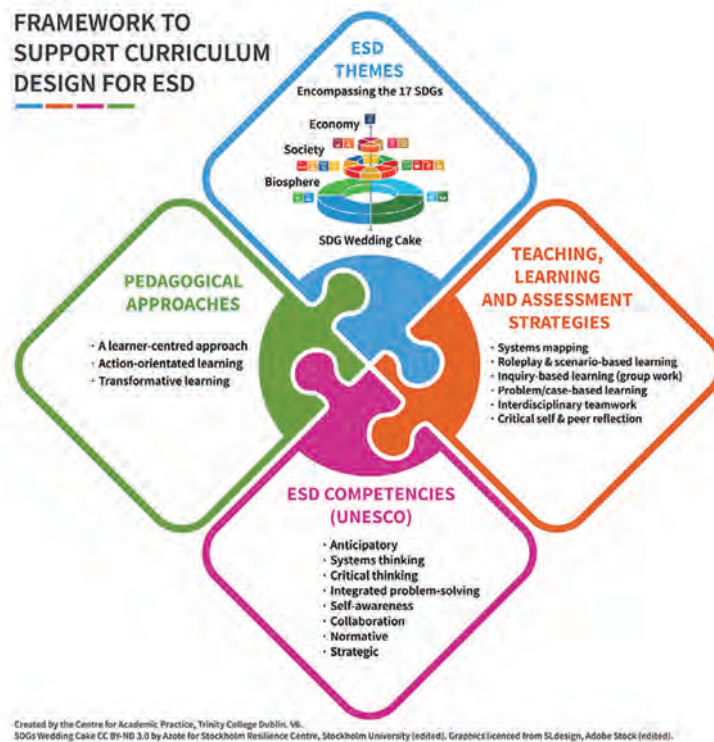 FRAMEWORK TO
SUPPORT CURRICULUM
DESIGN FOR ESD
ESD
THEMES
Encompassing the 17 SDGs
Economy
Society
Biosphere
SDG Wedding Cake
PEDAGOGICAL
APPROACHES
· A learner-centred approach
· Action-orientated learning
· Transformative learning
TEACHING,
LEARNING
AND ASSESSMENT
STRATEGIES
· Systems mapping
· Roleplay & scenario-based learning
· Inquiry-based learning (group work)
· Problem/case-based learning
· Interdisciplinary teamwork
· Critical self & peer reflection
ESD COMPETENCIES
(UNESCO)
· Anticipatory
· Systems thinking
· Critical thinking
· Integrated problem-solving
· Self-awareness
· Collaboration
· Normative
· Strategic
Created by the Centre for Academic Practice, Trinity College Dublin. V6.
SDGs Wedding Cake CC BY-ND 3.0 by Azote for Stockholm Resilience Centre, Stockholm University (edited). Graphics licenced from SLdesign, Adobe Stock (edited).